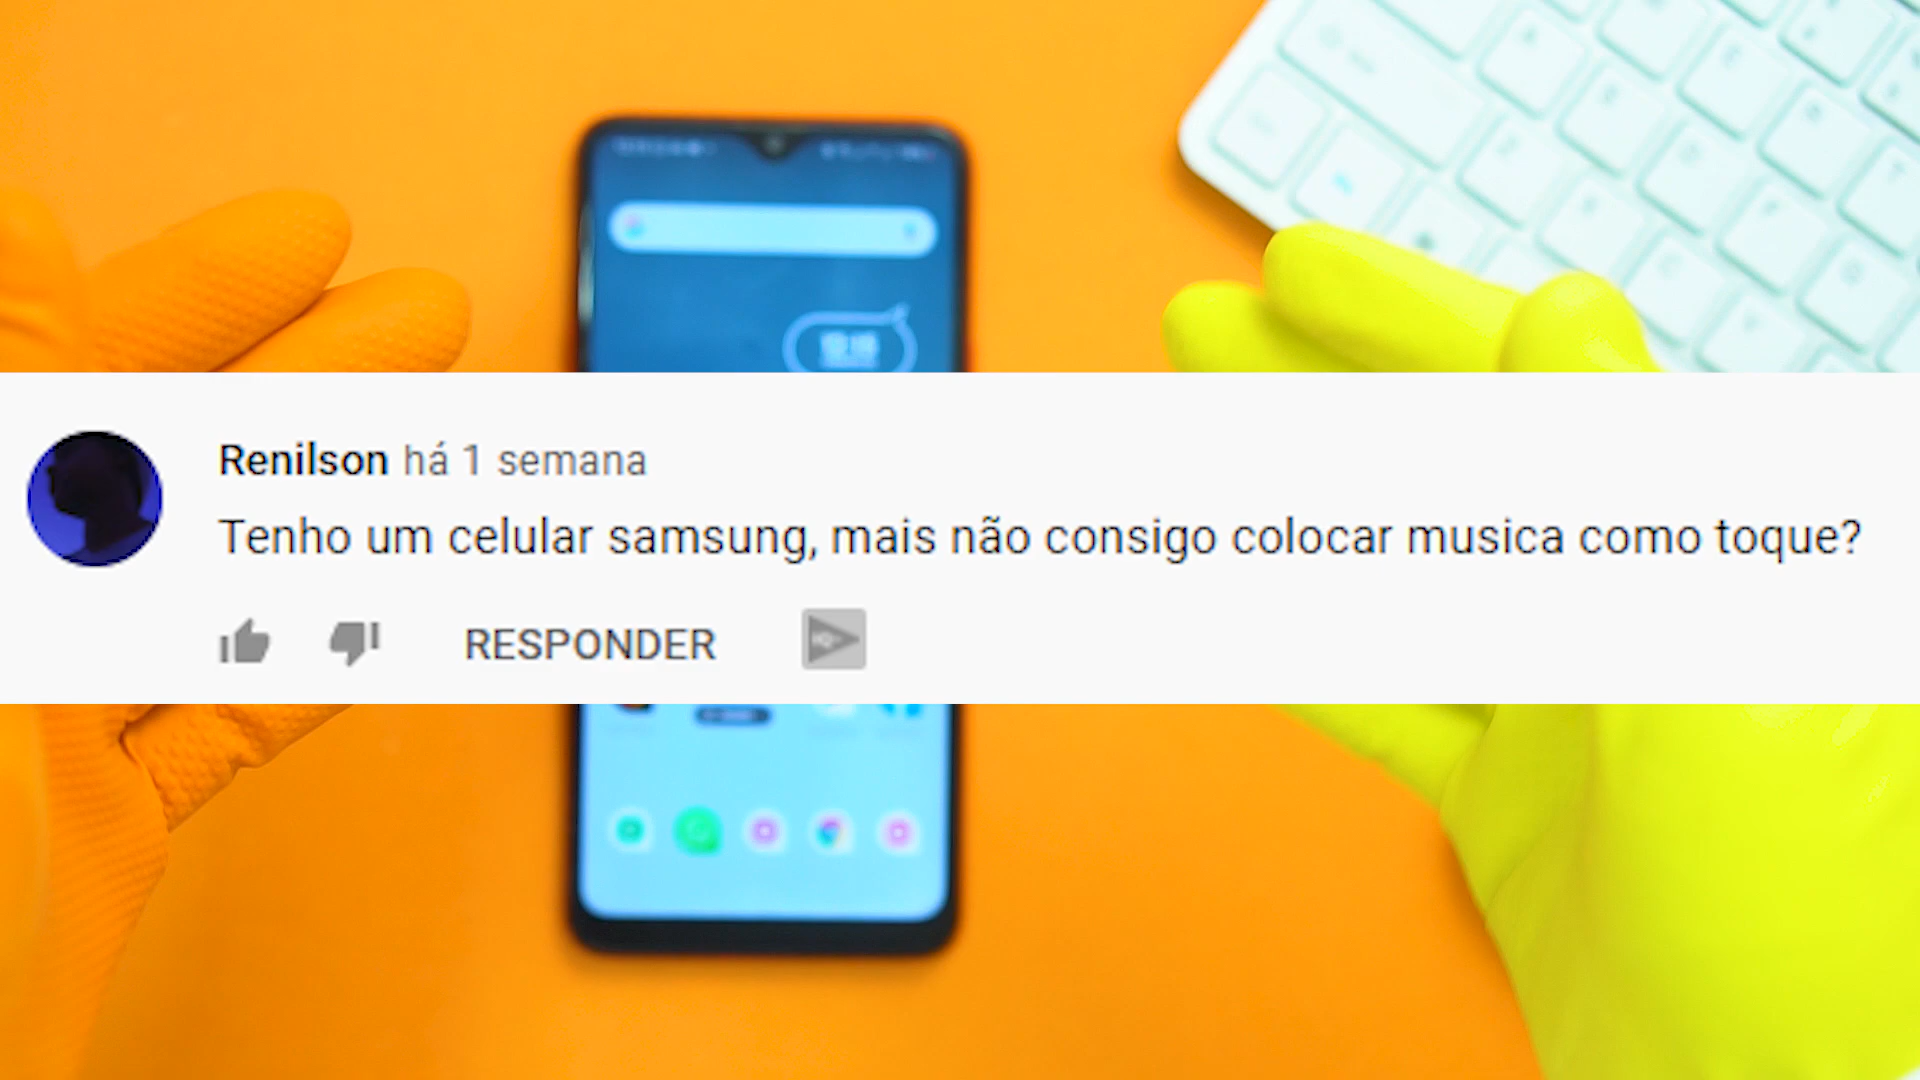 Renilson há 1 semana
Tenho um celular samsung, mais não consigo colocar musica como toque?
RESPONDER